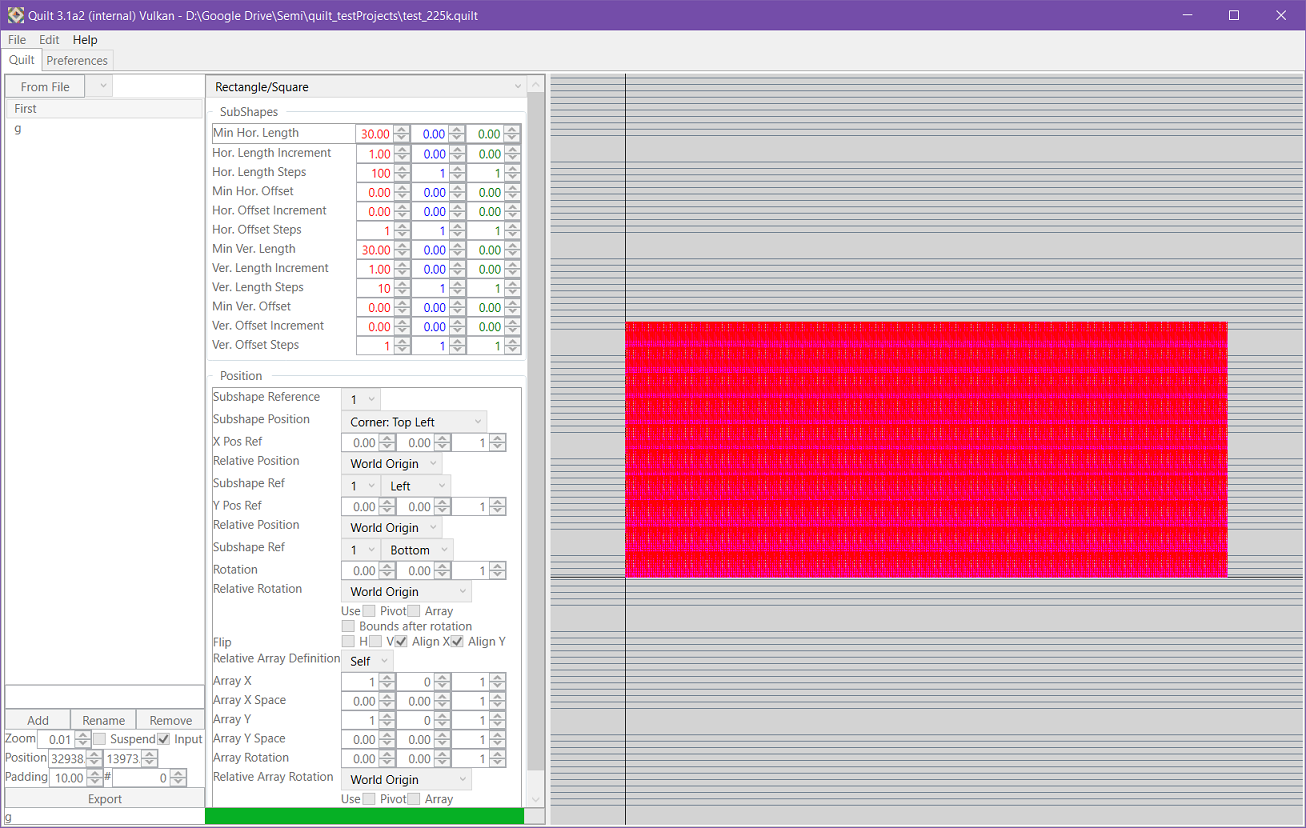 Quilt 3.1a2 (internal) Vulkan - D:\Google Drive\Semi\quilt_testProjects\test_225k.quilt
File Edit Help
Quilt Preferences
From File
First
g
Rectangle/Square
SubShapes
Min Hor. Length 30.00 0.00 0.00
Hor. Length Increment 1.00 0.00 0.00
Hor. Length Steps 100 1 1
Min Hor. Offset 0.00 0.00 0.00
Hor. Offset Increment 0.00 0.00 0.00
Hor. Offset Steps 1 1 1
Min Ver. Length 30.00 0.00 0.00
Ver. Length Increment 1.00 0.00 0.00
Ver. Length Steps 10 1 1
Min Ver. Offset 0.00 0.00 0.00
Ver. Offset Increment 0.00 0.00 0.00
Ver. Offset Steps 1 1 1
Position
Subshape Reference 1
Subshape Position Corner: Top Left
X Pos Ref 0.00 0.00 1
Relative Position World Origin
Subshape Ref 1 Left
Y Pos Ref 0.00 0.00 1
Relative Position World Origin
Subshape Ref 1 Bottom
Rotation 0.00 0.00 1
Relative Rotation World Origin
Use Pivot Array
Bounds after rotation
Flip H V Align X Align Y
Relative Array Definition Self
Array X 1 0 1
Array X Space 0.00 0.00 1
Array Y 1 0 1
Array Y Space 0.00 0.00 1
Array Rotation 0.00 0.00 1
Relative Array Rotation World Origin
Use Pivot Array
Add Rename Remove
Zoom 0.01 Suspend Input
Position 32938. 13973.
Padding 10.00 # 0
Export
g